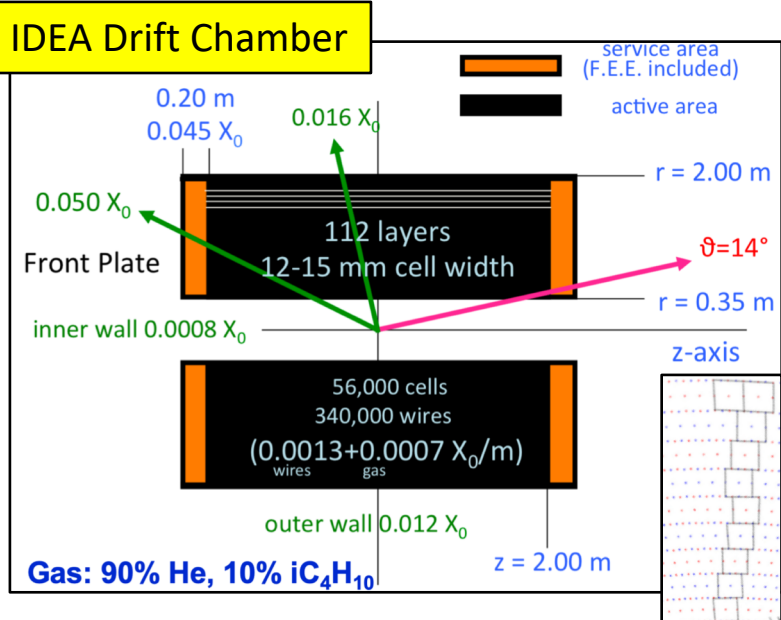 IDEA Drift Chamber
service area
(F.E.E. included)
active area
0.20 m
0.045 X₀
0.016 X₀
r = 2.00 m
0.050 X₀
112 layers
12-15 mm cell width
ϑ=14°
Front Plate
r = 0.35 m
inner wall 0.0008 X₀
z-axis
56,000 cells
340,000 wires
(0.0013+0.0007 X₀/m)
wires gas
outer wall 0.012 X₀
z = 2.00 m
Gas: 90% He, 10% iC₄H₁₀